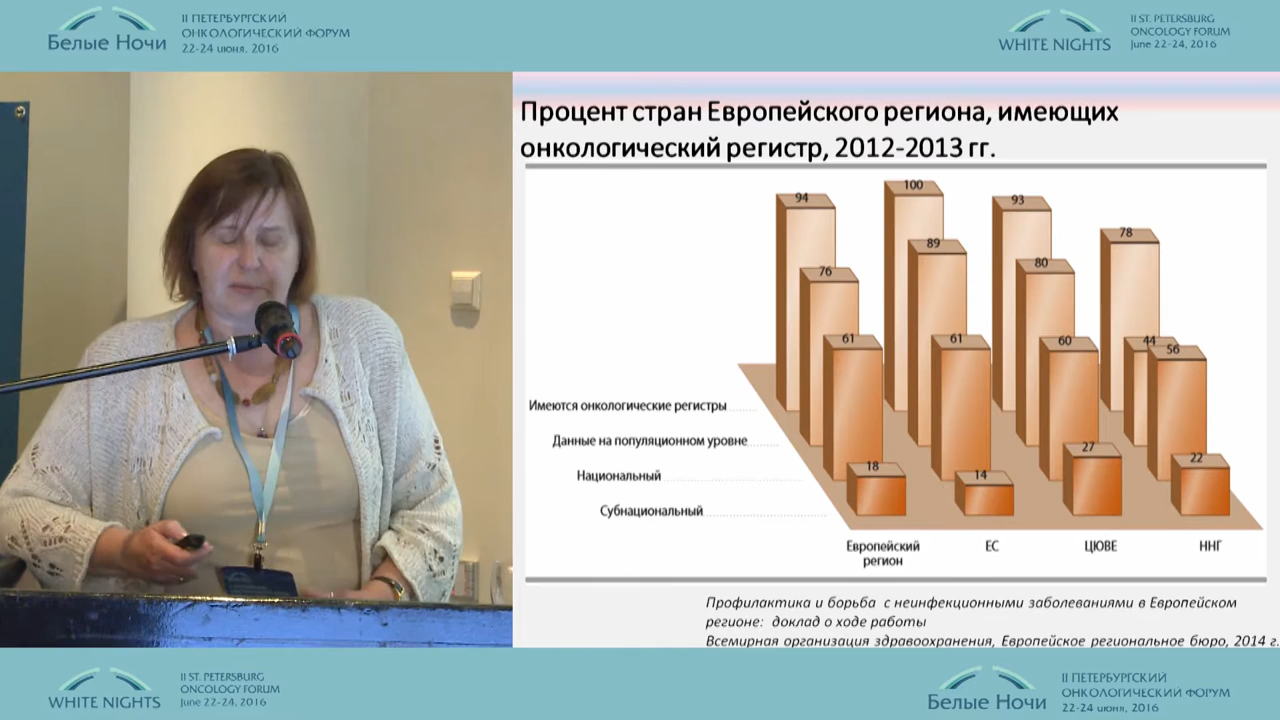 Белые Ночи
II ПЕТЕРБУРГСКИЙ
ОНКОЛОГИЧЕСКИЙ ФОРУМ
22-24 июня, 2016
WHITE NIGHTS
II ST. PETERSBURG
ONCOLOGY FORUM
June 22-24, 2016
Процент стран Европейского региона, имеющих
онкологический регистр, 2012-2013 гг.
94
100
93
78
76
89
80
44
61
61
60
56
18
14
27
22
Имеются онкологические регистры
Данные на популяционном уровне
Национальный
Субнациональный
Европейский
регион
ЕС
ЦЮВЕ
ННГ
Профилактика и борьба с неинфекционными заболеваниями в Европейском
регионе: доклад о ходе работы
Всемирная организация здравоохранения, Европейское региональное бюро, 2014 г.
WHITE NIGHTS
II ST. PETERSBURG
ONCOLOGY FORUM
June 22-24, 2016
Белые Ночи
II ПЕТЕРБУРГСКИЙ
ОНКОЛОГИЧЕСКИЙ ФОРУМ
22-24 июня, 2016